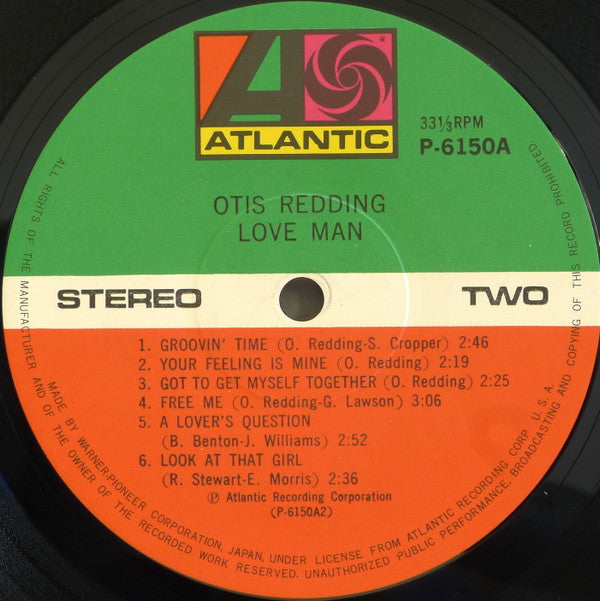 ATLANTIC
33⅓RPM
P-6150A
OTIS REDDING
LOVE MAN
STEREO
TWO
1. GROOVIN' TIME (O. Redding-S. Cropper) 2:46
2. YOUR FEELING IS MINE (O. Redding) 2:19
3. GOT TO GET MYSELF TOGETHER (O. Redding) 2:25
4. FREE ME (O. Redding-G. Lawson) 3:06
5. A LOVER'S QUESTION
(B. Benton-J. Williams) 2:52
6. LOOK AT THAT GIRL
(R. Stewart-E. Morris) 2:36
℗ Atlantic Recording Corporation
(P-6150A2)
MADE BY WARNER-PIONEER CORPORATION, JAPAN, UNDER LICENSE FROM ATLANTIC RECORDING CORP. U.S.A.
ALL RIGHTS OF THE MANUFACTURER AND OF THE OWNER OF THE RECORDED WORK RESERVED. UNAUTHORIZED PUBLIC PERFORMANCE, BROADCASTING AND COPYING OF THIS RECORD PROHIBITED.